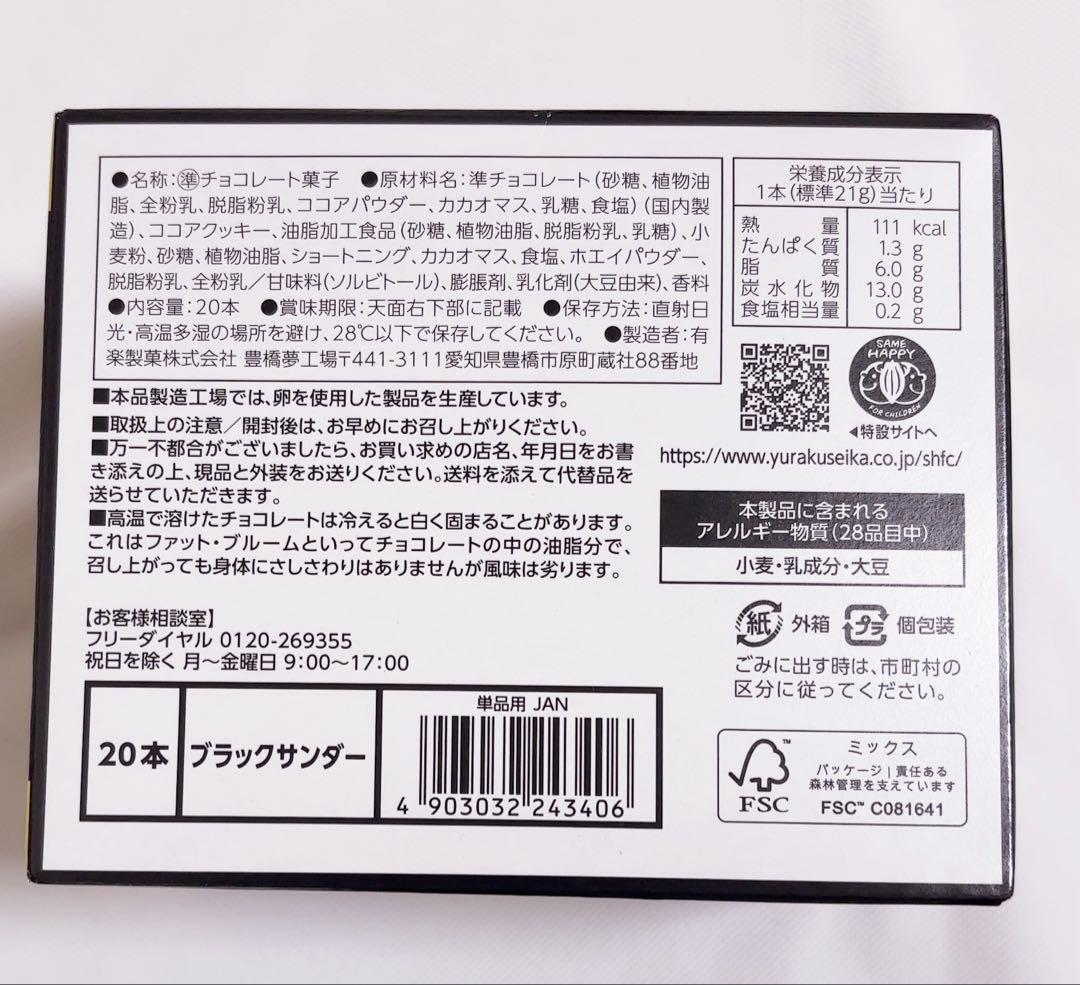 ●名称:㊜チョコレート菓子 ●原材料名:準チョコレート(砂糖、植物油
脂、全粉乳、脱脂粉乳、ココアパウダー、カカオマス、乳糖、食塩)(国内製
造)、ココアクッキー、油脂加工食品(砂糖、植物油脂、脱脂粉乳、乳糖)、小
麦粉、砂糖、植物油脂、ショートニング、カカオマス、食塩、ホエイパウダー、
脱脂粉乳、全粉乳/甘味料(ソルビトール)、膨脹剤、乳化剤(大豆由来)、香料
●内容量:20本 ●賞味期限:天面右下部に記載 ●保存方法:直射日
光・高温多湿の場所を避け、28℃以下で保存してください。 ●製造者:有
楽製菓株式会社 豊橋夢工場〒441-3111愛知県豊橋市原町蔵社88番地
■本品製造工場では、卵を使用した製品を生産しています。
■取扱上の注意/開封後は、お早めにお召し上がりください。
■万一不都合がございましたら、お買い求めの店名、年月日をお書
き添えの上、現品と外装をお送りください。送料を添えて代替品を
送らせていただきます。
■高温で溶けたチョコレートは冷えると白く固まることがあります。
これはファット・ブルームといってチョコレートの中の油脂分で、
召し上がっても身体にさしさわりはありませんが風味は劣ります。
【お客様相談室】
フリーダイヤル 0120-269355
祝日を除く 月～金曜日 9:00～17:00
20本
ブラックサンダー
単品用 JAN
4 903032 243406
栄養成分表示
1本(標準21g)当たり
熱量 111 kcal
たんぱく質 1.3 g
脂質 6.0 g
炭水化物 13.0 g
食塩相当量 0.2 g
SAME
HAPPY
FOR CHILDREN
◀特設サイトへ
https://www.yurakuseika.co.jp/shfc/
本製品に含まれる
アレルギー物質(28品目中)
小麦・乳成分・大豆
紙 外箱 プラ 個包装
ごみに出す時は、市町村の
区分に従ってください。
FSC
ミックス
パッケージ|責任ある
森林管理を支えています
FSC™ C081641